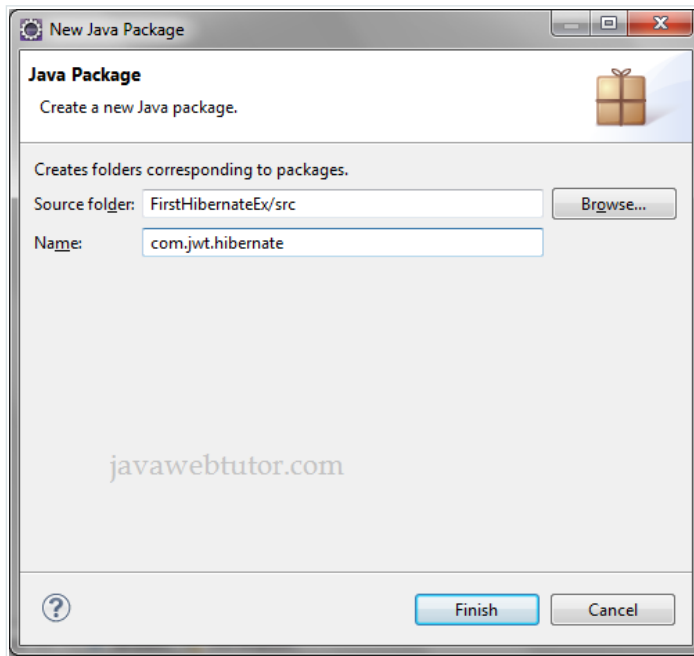 New Java Package
Java Package
Create a new Java package.
Creates folders corresponding to packages.
Source folder: FirstHibernateEx/src Browse...
Name: com.jwt.hibernate
javawebtutor.com
? Finish Cancel